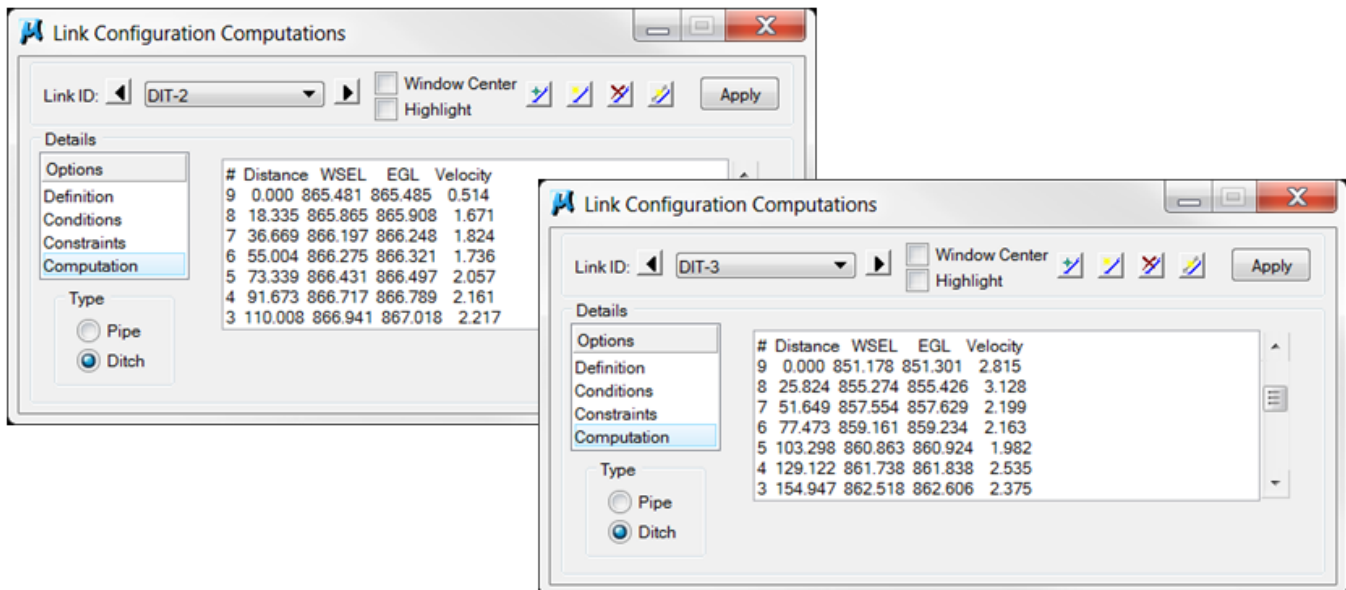 Link Configuration Computations
Link ID: DIT-2 Window Center Apply
Highlight
Details
Options
Definition
Conditions
Constraints
Computation
Type
Pipe
Ditch
# Distance WSEL EGL Velocity
9 0.000 865.481 865.485 0.514
8 18.335 865.865 865.908 1.671
7 36.669 866.197 866.248 1.824
6 55.004 866.275 866.321 1.736
5 73.339 866.431 866.497 2.057
4 91.673 866.717 866.789 2.161
3 110.008 866.941 867.018 2.217
Link Configuration Computations
Link ID: DIT-3 Window Center Apply
Highlight
Details
Options
Definition
Conditions
Constraints
Computation
Type
Pipe
Ditch
# Distance WSEL EGL Velocity
9 0.000 851.178 851.301 2.815
8 25.824 855.274 855.426 3.128
7 51.649 857.554 857.629 2.199
6 77.473 859.161 859.234 2.163
5 103.298 860.863 860.924 1.982
4 129.122 861.738 861.838 2.535
3 154.947 862.518 862.606 2.375